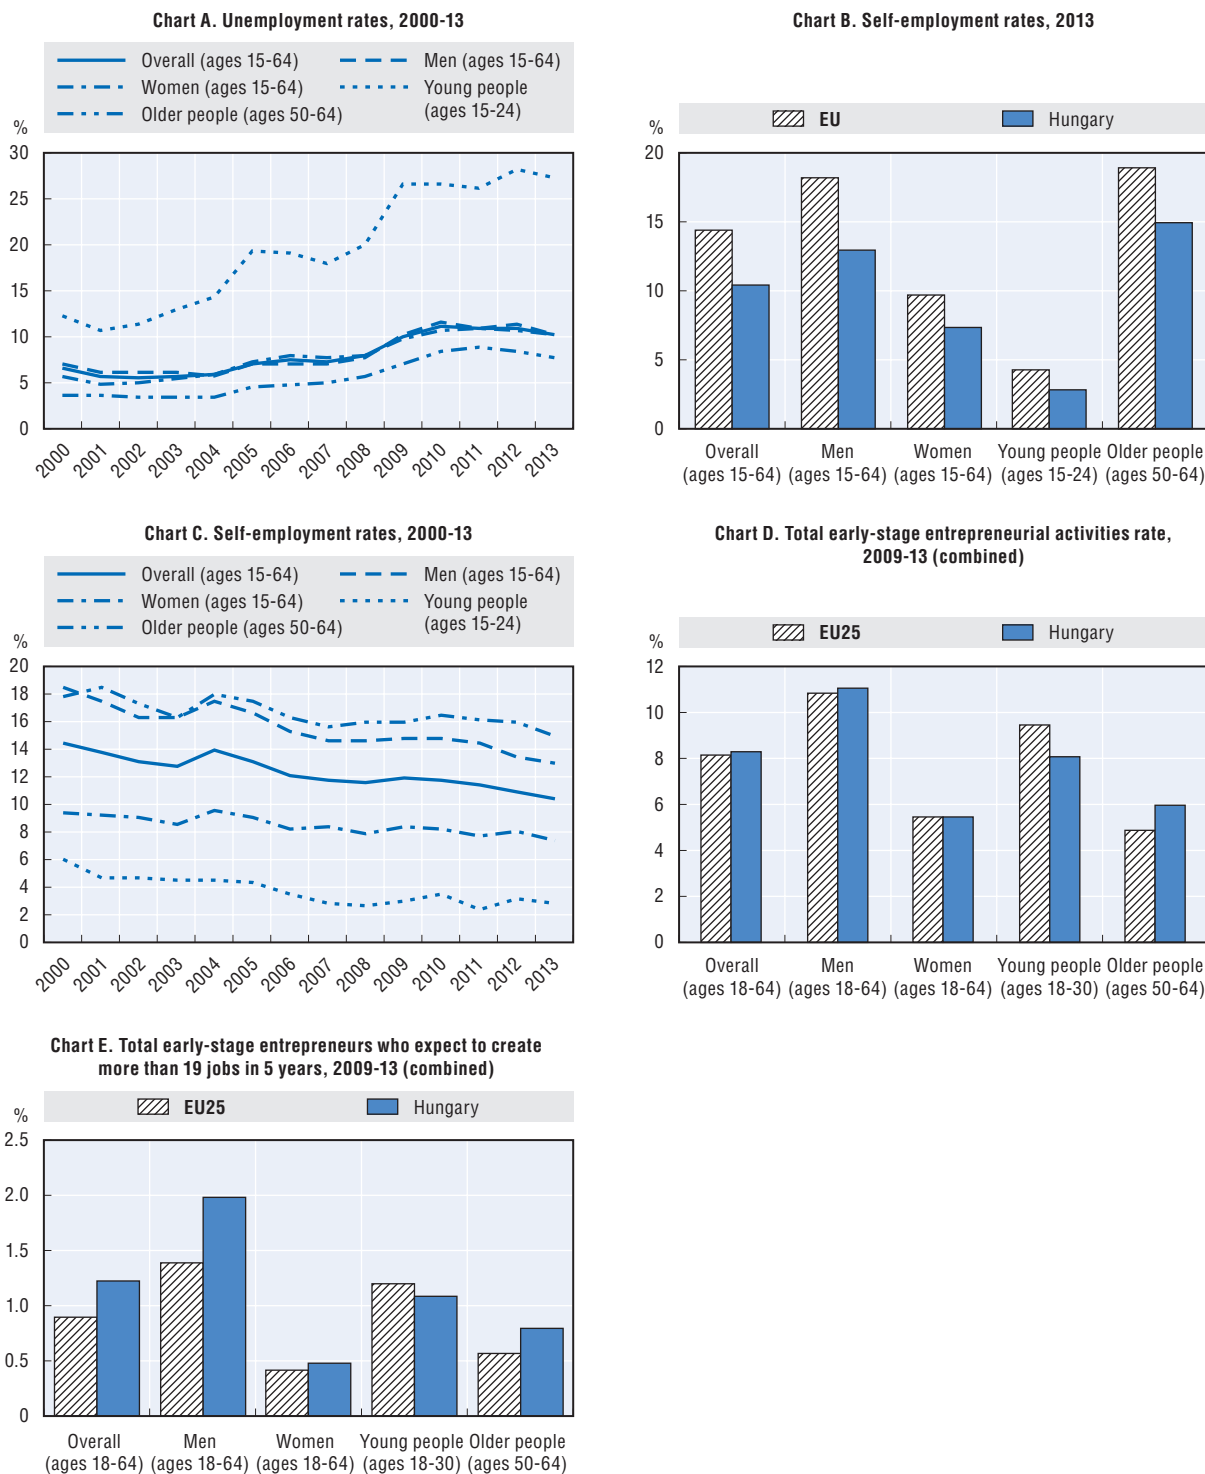 Chart A. Unemployment rates, 2000-13
Overall (ages 15-64)
Men (ages 15-64)
Women (ages 15-64)
Young people
(ages 15-24)
Older people (ages 50-64)
%
30
25
20
15
10
5
0
2000
2001
2002
2003
2004
2005
2006
2007
2008
2009
2010
2011
2012
2013
Chart B. Self-employment rates, 2013
EU
Hungary
%
20
15
10
5
0
Overall
(ages 15-64)
Men
(ages 15-64)
Women
(ages 15-64)
Young people
(ages 15-24)
Older people
(ages 50-64)
Chart C. Self-employment rates, 2000-13
Overall (ages 15-64)
Men (ages 15-64)
Women (ages 15-64)
Young people
(ages 15-24)
Older people (ages 50-64)
%
20
18
16
14
12
10
8
6
4
2
0
2000
2001
2002
2003
2004
2005
2006
2007
2008
2009
2010
2011
2012
2013
Chart D. Total early-stage entrepreneurial activities rate,
2009-13 (combined)
EU25
Hungary
%
12
10
8
6
4
2
0
Overall
(ages 18-64)
Men
(ages 18-64)
Women
(ages 18-64)
Young people
(ages 18-30)
Older people
(ages 50-64)
Chart E. Total early-stage entrepreneurs who expect to create
more than 19 jobs in 5 years, 2009-13 (combined)
EU25
Hungary
%
2.5
2.0
1.5
1.0
0.5
0
Overall
(ages 18-64)
Men
(ages 18-64)
Women
(ages 18-64)
Young people
(ages 18-30)
Older people
(ages 50-64)